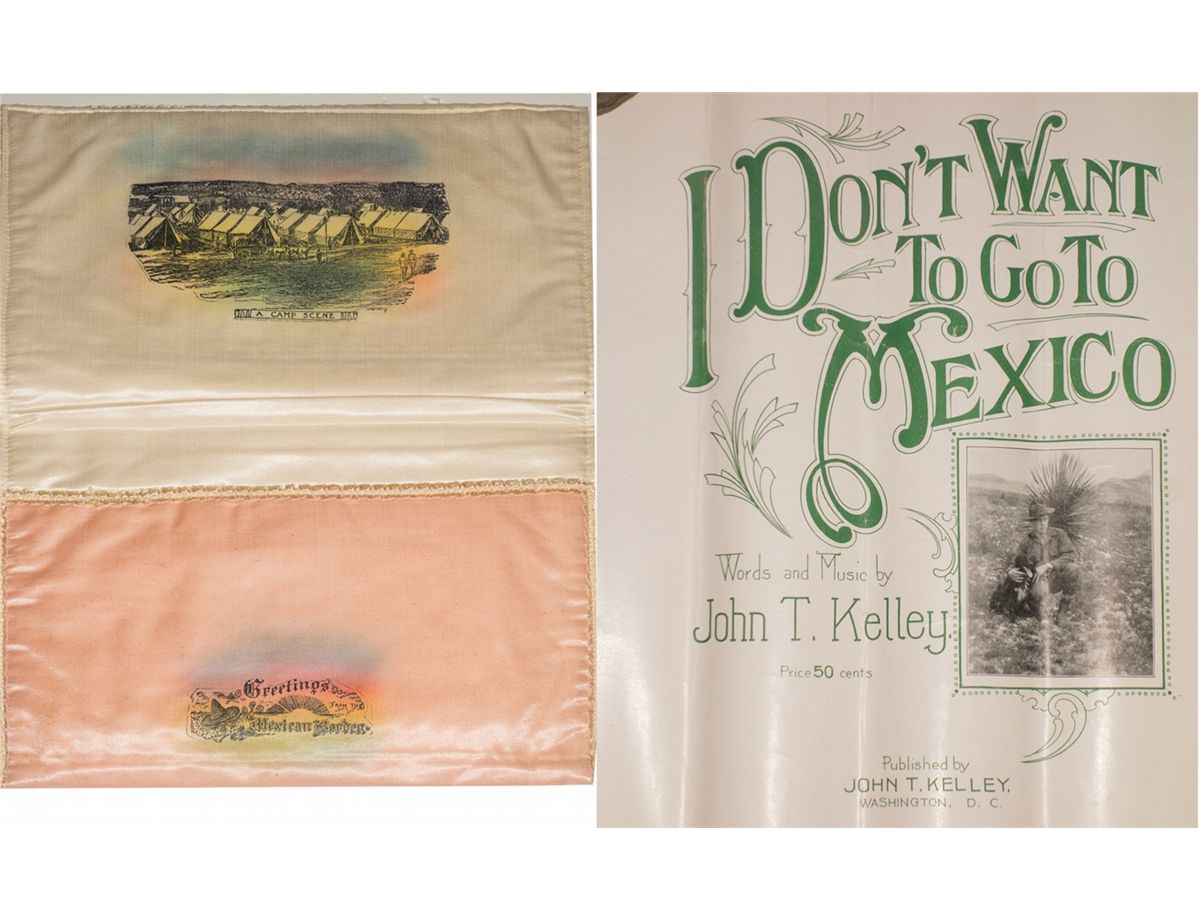 A CAMP SCENE
Greetings
FROM THE
Mexican Border
I DON'T WANT
TO GO TO
MEXICO
Words and Music by
John T. Kelley.
Price 50 cents
Published by
JOHN T. KELLEY,
WASHINGTON, D. C.